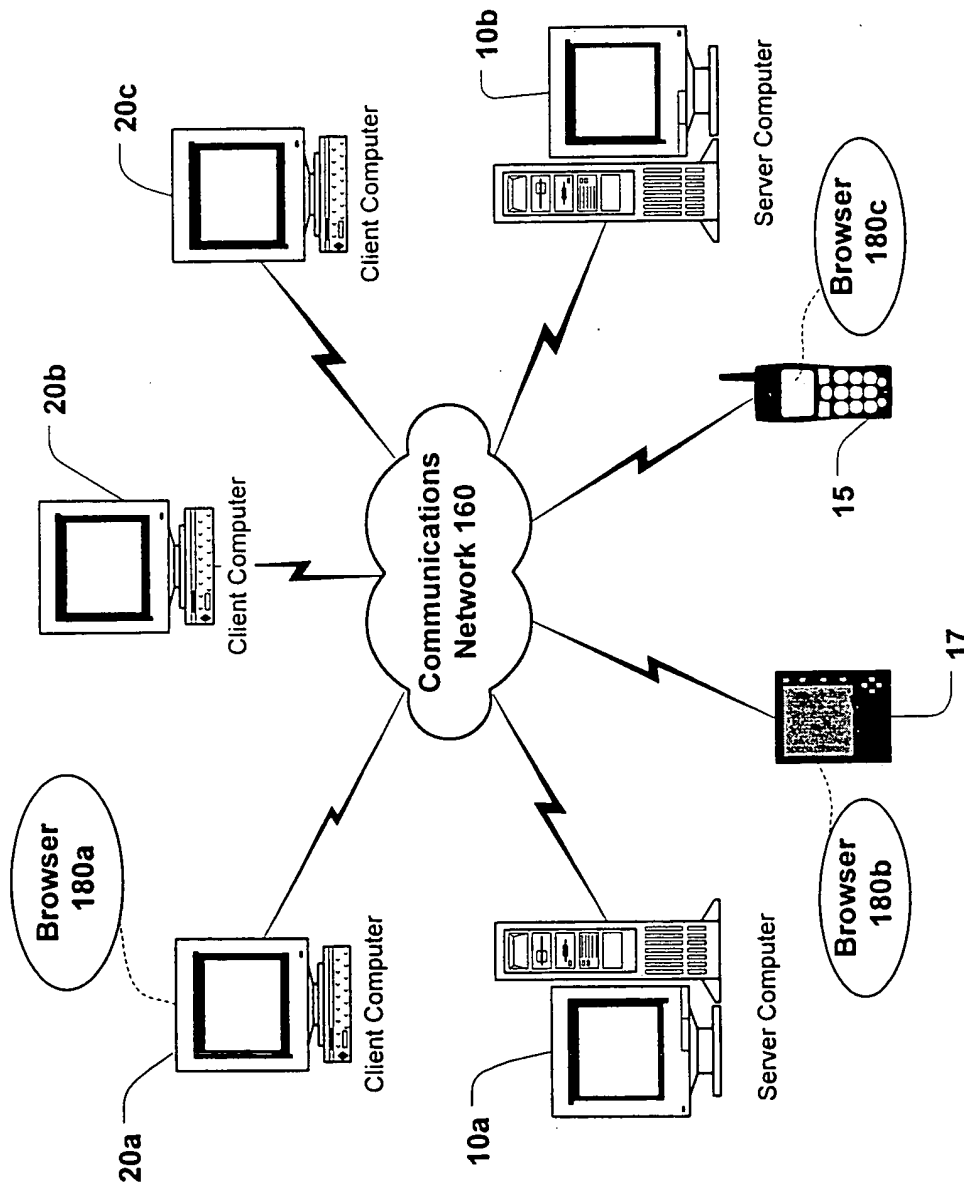 20a
Browser
180a
Client Computer
20b
Client Computer
20c
Client Computer
Communications
Network 160
10a
Server Computer
Browser
180b
17
15
Browser
180c
10b
Server Computer